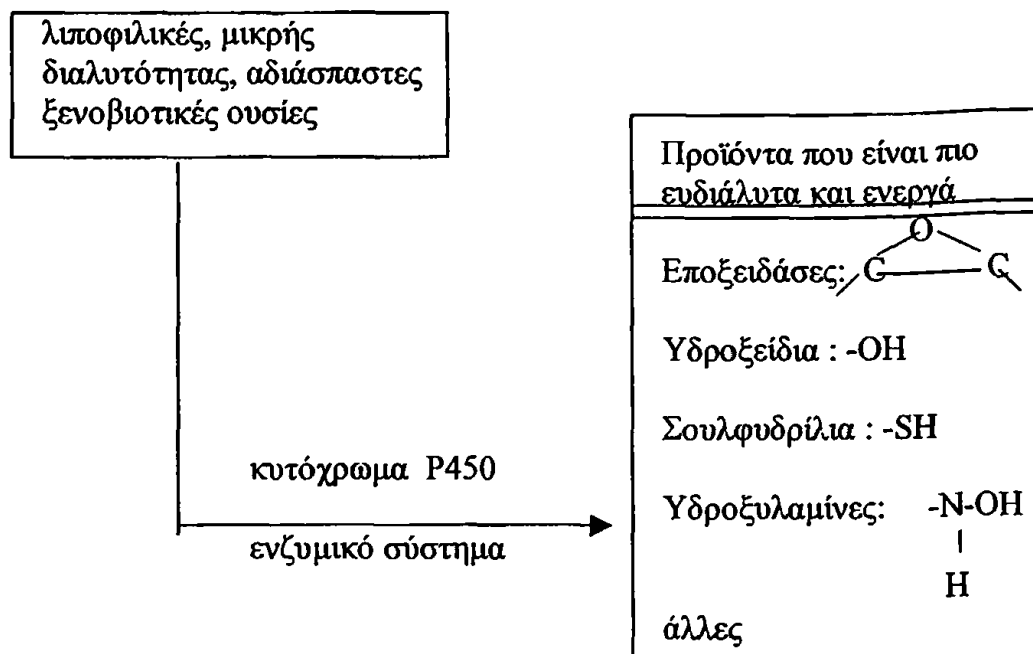 λιποφιλικές, μικρής
διαλυτότητας, αδιάσπαστες
ξενοβιοτικές ουσίες
Προϊόντα που είναι πιο
ευδιάλυτα και ενεργά
O
Εποξειδάσες: C C
Υδροξείδια : -OH
Σουλφυδρίλια : -SH
κυτόχρωμα P450
Υδροξυλαμίνες: -N-OH
ενζυμικό σύστημα
H
άλλες